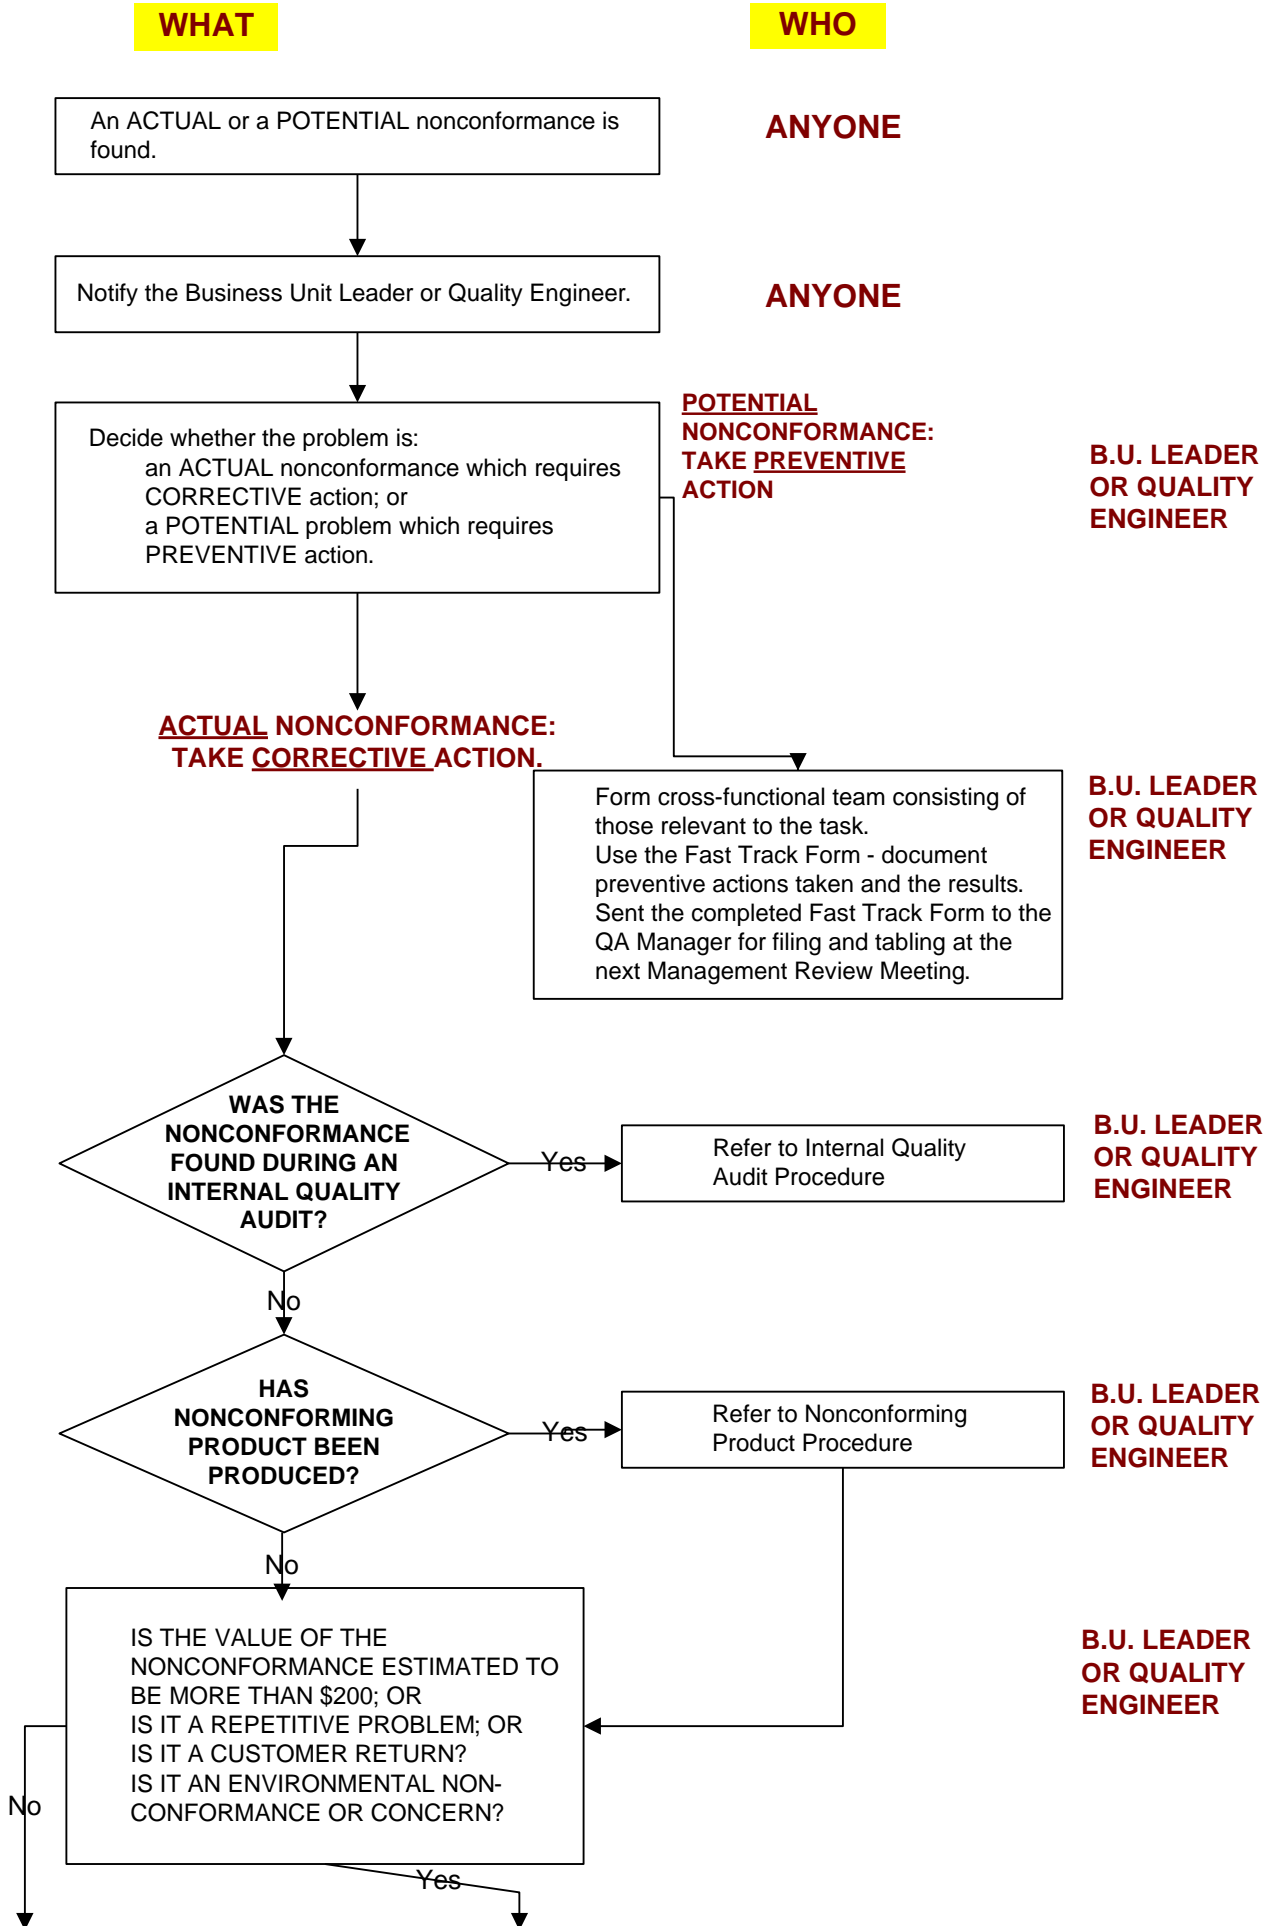 WHAT
WHO
An ACTUAL or a POTENTIAL nonconformance is
found.
ANYONE
Notify the Business Unit Leader or Quality Engineer.
ANYONE
Decide whether the problem is:
an ACTUAL nonconformance which requires
CORRECTIVE action; or
a POTENTIAL problem which requires
PREVENTIVE action.
POTENTIAL
NONCONFORMANCE:
TAKE PREVENTIVE
ACTION
B.U. LEADER
OR QUALITY
ENGINEER
ACTUAL NONCONFORMANCE:
TAKE CORRECTIVE ACTION.
Form cross-functional team consisting of
those relevant to the task.
Use the Fast Track Form - document
preventive actions taken and the results.
Sent the completed Fast Track Form to the
QA Manager for filing and tabling at the
next Management Review Meeting.
B.U. LEADER
OR QUALITY
ENGINEER
WAS THE
NONCONFORMANCE
FOUND DURING AN
INTERNAL QUALITY
AUDIT?
Yes
Refer to Internal Quality
Audit Procedure
B.U. LEADER
OR QUALITY
ENGINEER
No
HAS
NONCONFORMING
PRODUCT BEEN
PRODUCED?
Yes
Refer to Nonconforming
Product Procedure
B.U. LEADER
OR QUALITY
ENGINEER
No
IS THE VALUE OF THE
NONCONFORMANCE ESTIMATED TO
BE MORE THAN $200; OR
IS IT A REPETITIVE PROBLEM; OR
IS IT A CUSTOMER RETURN?
IS IT AN ENVIRONMENTAL NON-
CONFORMANCE OR CONCERN?
B.U. LEADER
OR QUALITY
ENGINEER
No
Yes